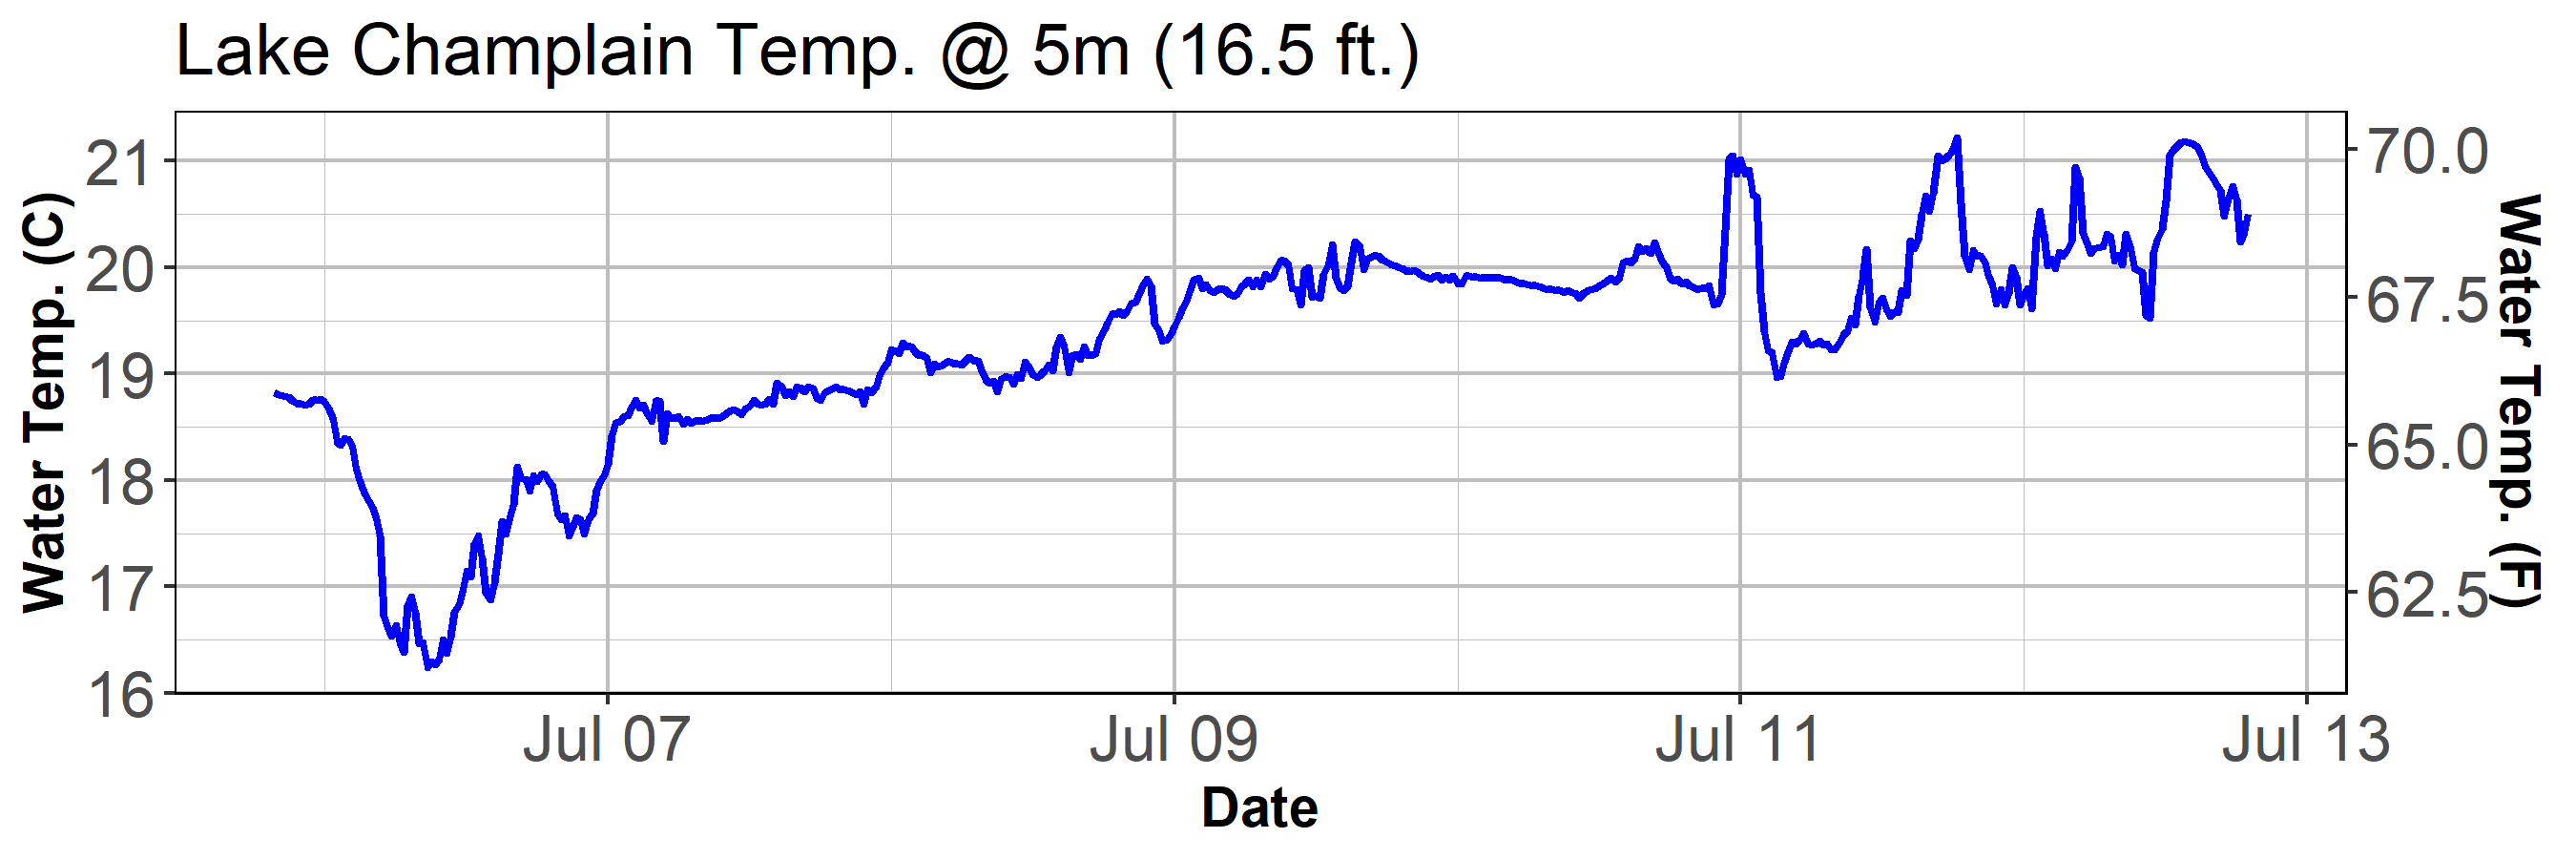 Lake Champlain Temp. @ 5m (16.5 ft.)
Water Temp. (C)
21
20
19
18
17
16
70.0
67.5
65.0
62.5
Water Temp. (F)
Jul 07
Jul 09
Jul 11
Jul 13
Date